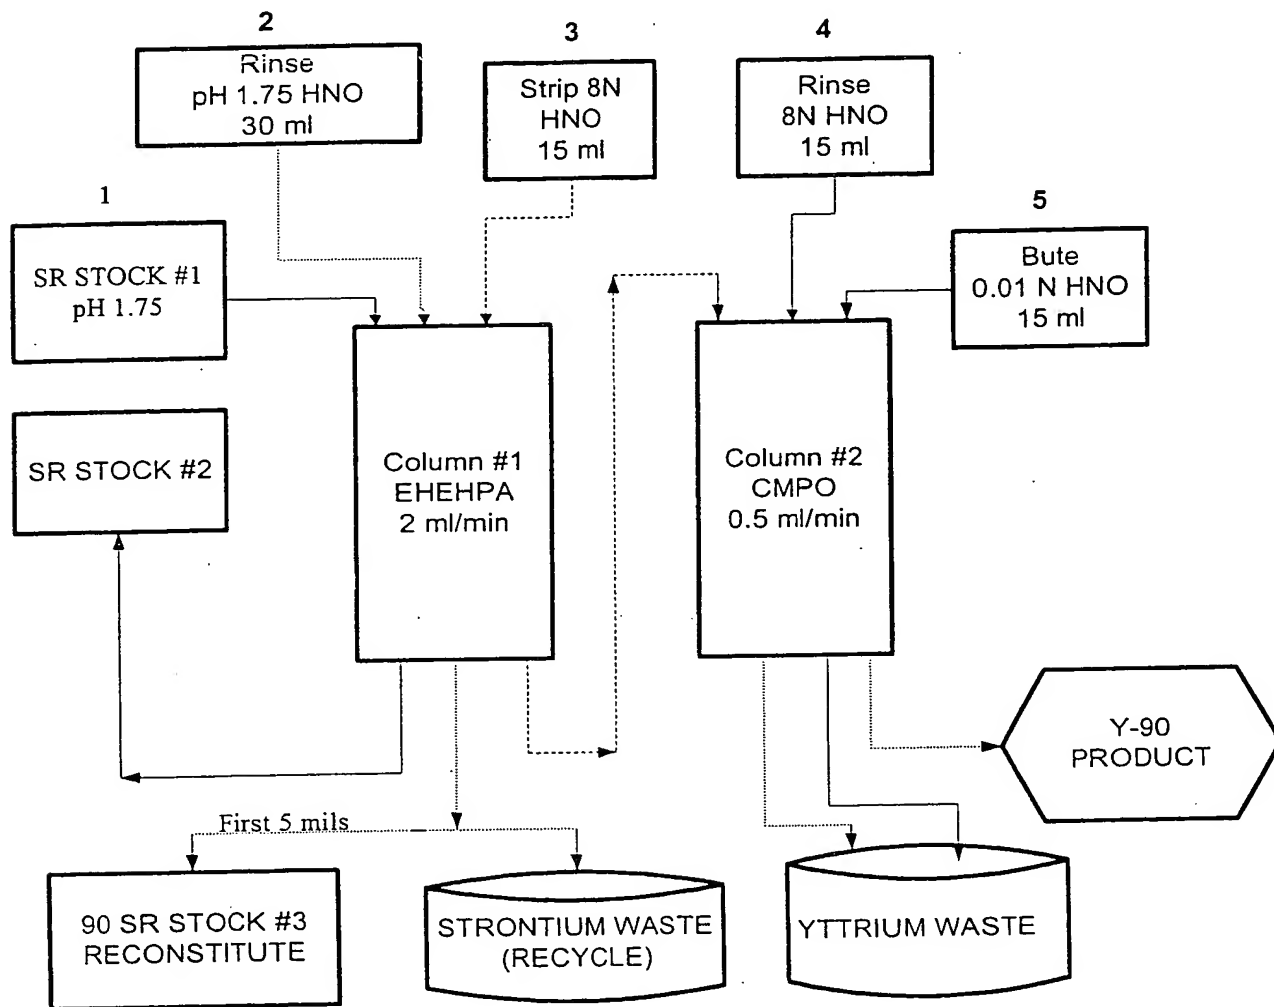 2
Rinse
pH 1.75 HNO
30 ml
3
Strip 8N
HNO
15 ml
4
Rinse
8N HNO
15 ml
1
SR STOCK #1
pH 1.75
5
Bute
0.01 N HNO
15 ml
SR STOCK #2
Column #1
EHEHPA
2 ml/min
Column #2
CMPO
0.5 ml/min
Y-90
PRODUCT
First 5 mils
90 SR STOCK #3
RECONSTITUTE
STRONTIUM WASTE
(RECYCLE)
YTTRIUM WASTE